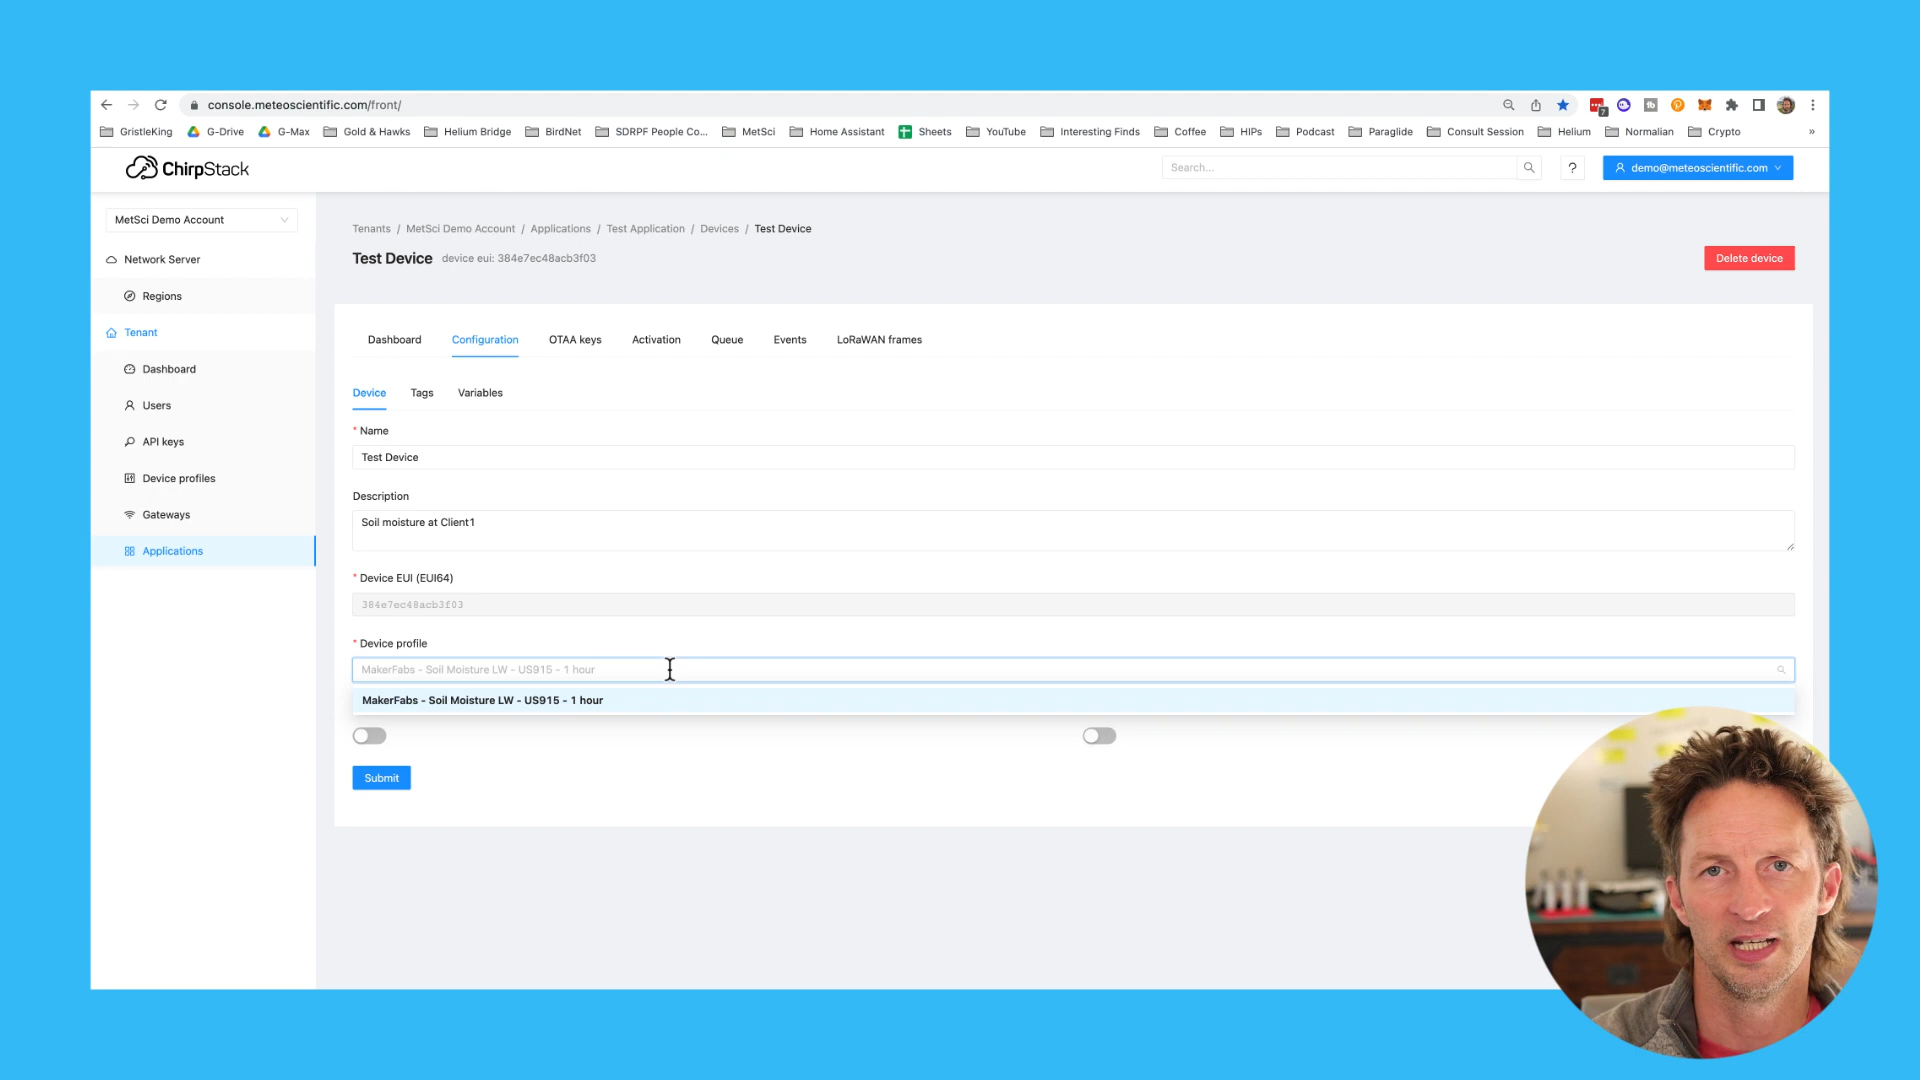 console.meteoscientific.com/front/
7
GristleKing G-Drive G-Max Gold & Hawks Helium Bridge BirdNet SDRPF People Co... MetSci Home Assistant Sheets YouTube Interesting Finds Coffee HIPs Podcast Paraglide Consult Session Helium Normalian Crypto »
ChirpStack
Search...
?
demo@meteoscientific.com
MetSci Demo Account
Network Server
Regions
Tenant
Dashboard
Users
API keys
Device profiles
Gateways
Applications
Tenants / MetSci Demo Account / Applications / Test Application / Devices / Test Device
Test Device device eui: 384e7ec48acb3f03
Delete device
Dashboard Configuration OTAA keys Activation Queue Events LoRaWAN frames
Device Tags Variables
* Name
Test Device
Description
Soil moisture at Client1
* Device EUI (EUI64)
384e7ec48acb3f03
* Device profile
MakerFabs - Soil Moisture LW - US915 - 1 hour
MakerFabs - Soil Moisture LW - US915 - 1 hour
Submit